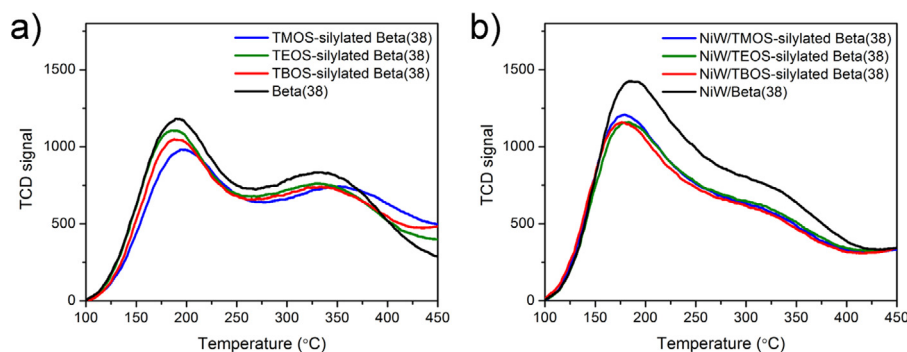 a)
TMOS-silylated Beta(38)
TEOS-silylated Beta(38)
TBOS-silylated Beta(38)
Beta(38)
1500
1000
500
0
TCD signal
100 150 200 250 300 350 400 450
Temperature (°C)
b)
NiW/TMOS-silylated Beta(38)
NiW/TEOS-silylated Beta(38)
NiW/TBOS-silylated Beta(38)
NiW/Beta(38)
1500
1000
500
0
TCD signal
100 150 200 250 300 350 400 450
Temperature (°C)